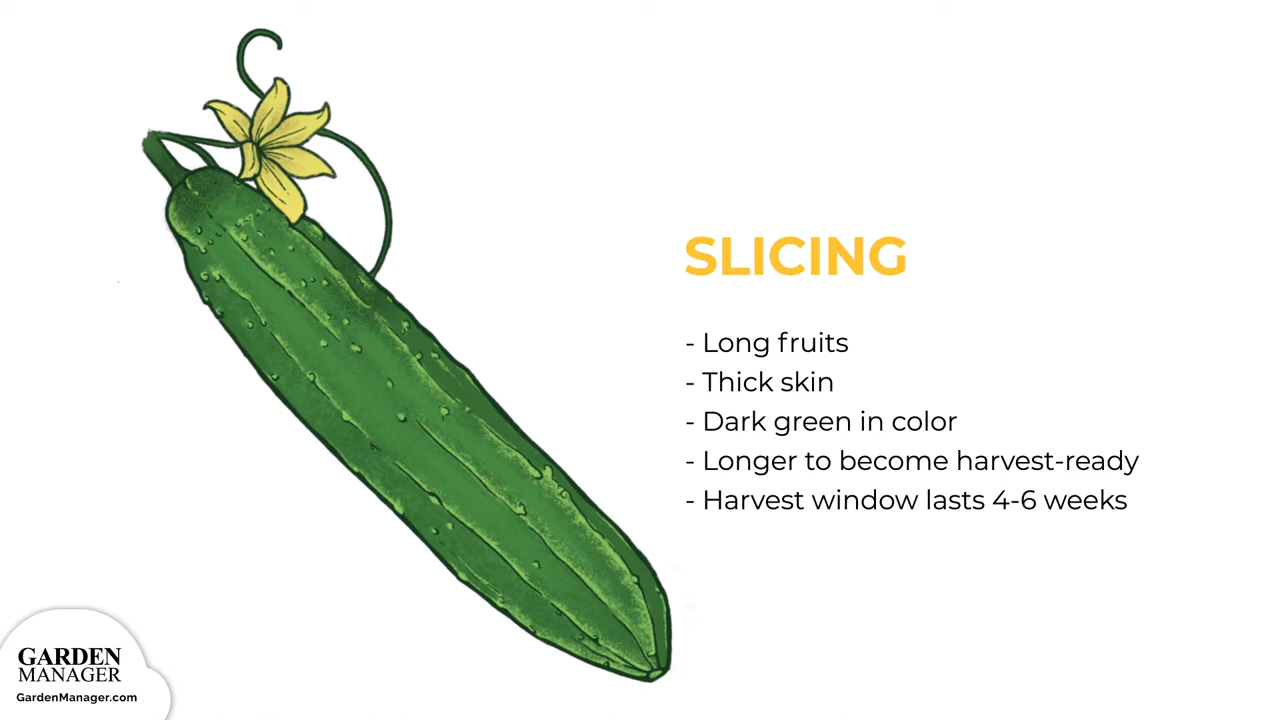 SLICING
- Long fruits
- Thick skin
- Dark green in color
- Longer to become harvest-ready
- Harvest window lasts 4-6 weeks
GARDEN
MANAGER
GardenManager.com